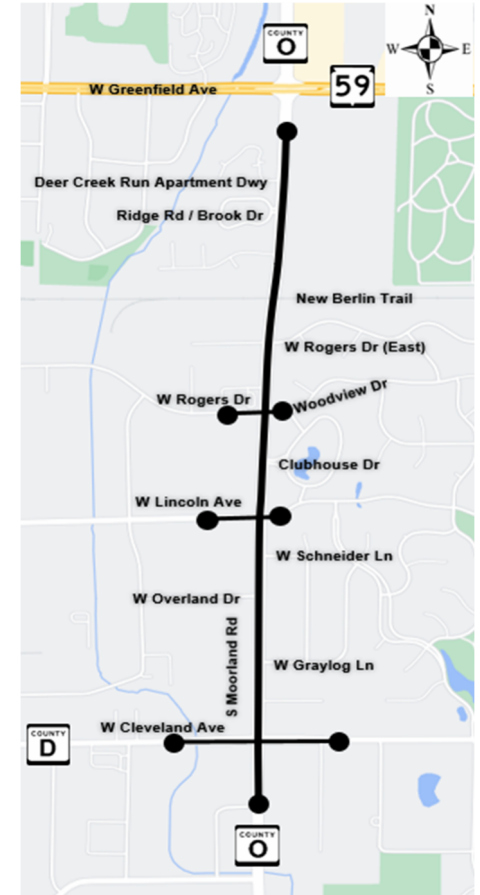 N
W
E
S
COUNTY
O
59
W Greenfield Ave
Deer Creek Run Apartment Dwy
Ridge Rd / Brook Dr
New Berlin Trail
W Rogers Dr (East)
Woodview Dr
W Rogers Dr
Clubhouse Dr
W Lincoln Ave
W Schneider Ln
W Overland Dr
S Moorland Rd
W Graylog Ln
W Cleveland Ave
COUNTY
D
COUNTY
O